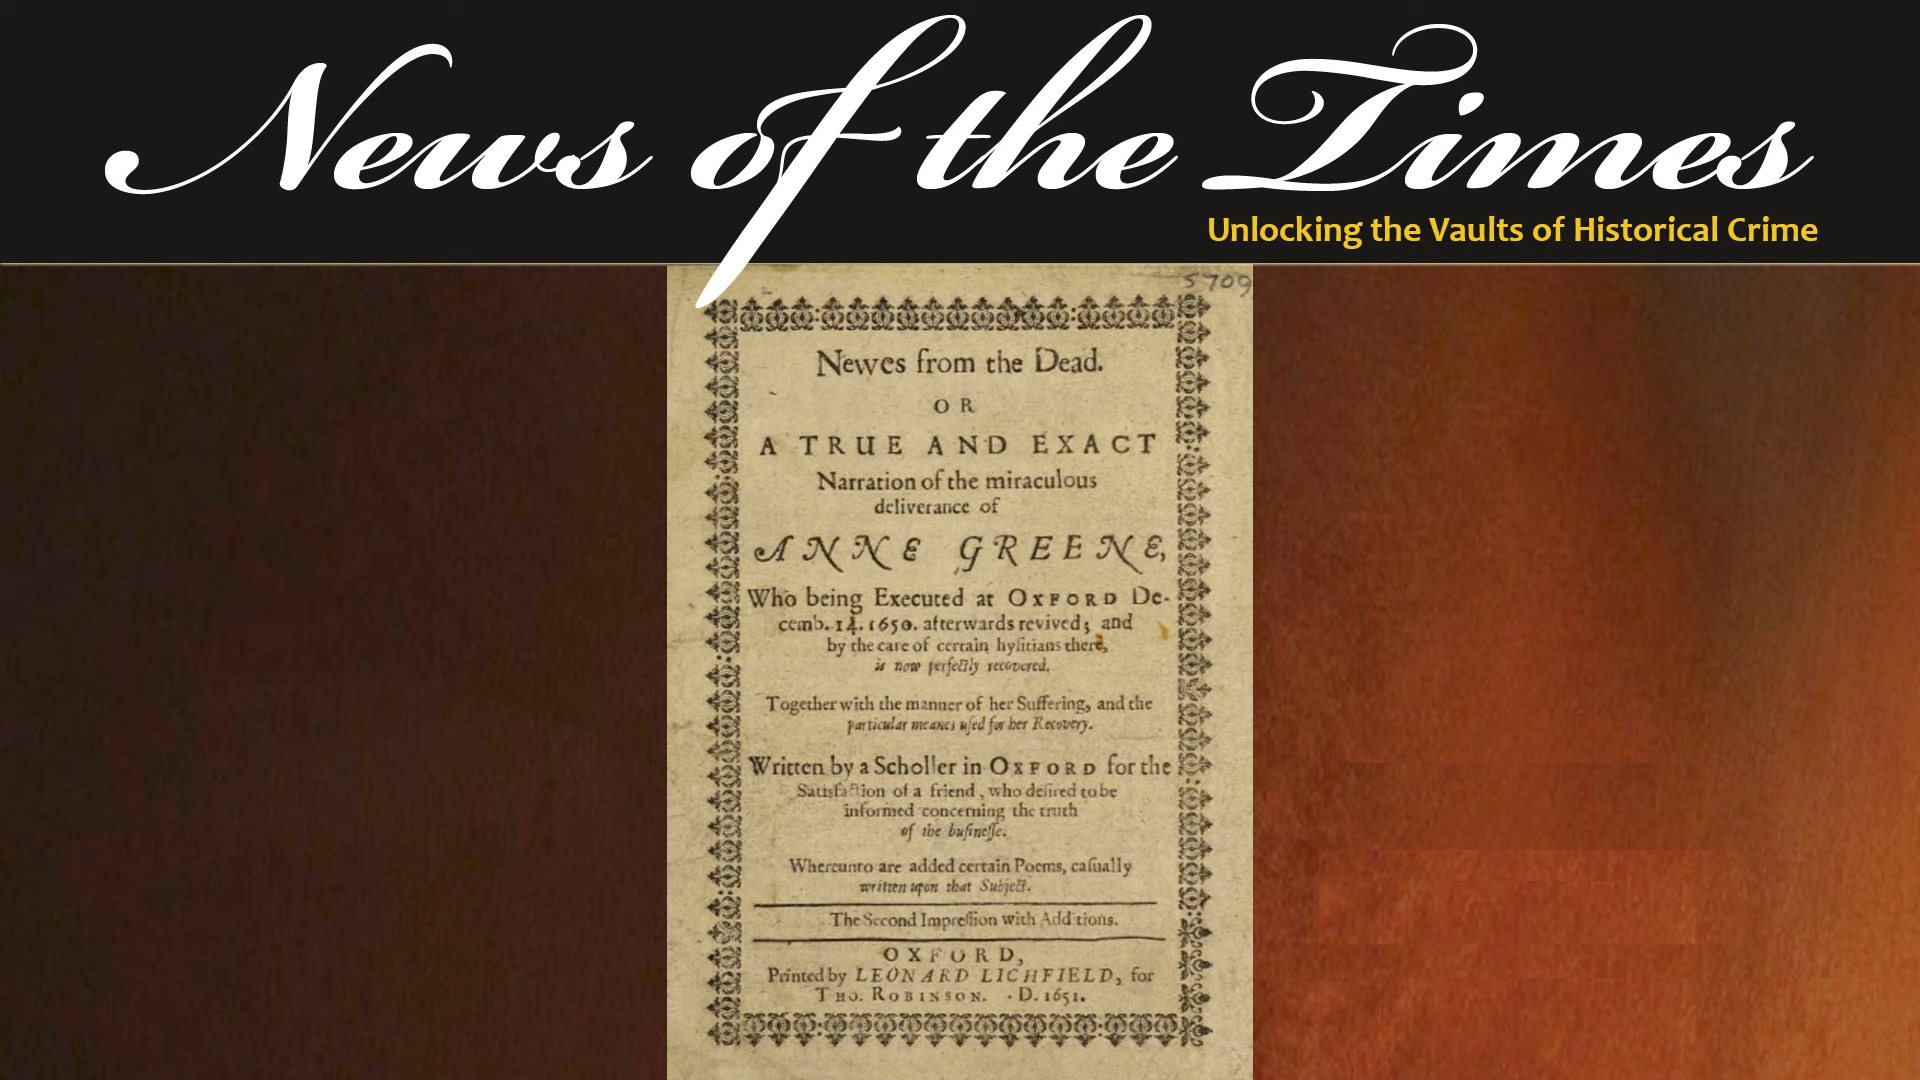 News of the Times
Unlocking the Vaults of Historical Crime
5709
Newes from the Dead.
OR
A TRUE AND EXACT
Narration of the miraculous
deliverance of
ANNE GREENE,
Who being Executed at OXFORD De-
cemb. 14. 1650. afterwards revived; and
by the care of certain hyſitians there,
is now perfectly recovered.
Together with the manner of her Suffering, and the
particular meanes uſed for her Recovery.
Written by a Scholler in OXFORD for the
Satisfaction of a friend, who deſired to be
informed concerning the truth
of the buſineſſe.
Whereunto are added certain Poems, caſually
written upon that Subject.
The Second Impreſſion with Additions.
OXFORD,
Printed by LEONARD LICHFIELD, for
THO. ROBINSON. .D. 1651.